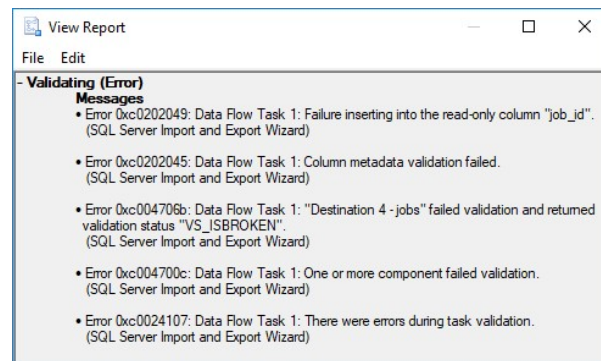 View Report
File Edit
- Validating (Error)
Messages
• Error 0xc0202049: Data Flow Task 1: Failure inserting into the read-only column "job_id".
(SQL Server Import and Export Wizard)
• Error 0xc0202045: Data Flow Task 1: Column metadata validation failed.
(SQL Server Import and Export Wizard)
• Error 0xc004706b: Data Flow Task 1: "Destination 4 - jobs" failed validation and returned
validation status "VS_ISBROKEN".
(SQL Server Import and Export Wizard)
• Error 0xc004700c: Data Flow Task 1: One or more component failed validation.
(SQL Server Import and Export Wizard)
• Error 0xc0024107: Data Flow Task 1: There were errors during task validation.
(SQL Server Import and Export Wizard)